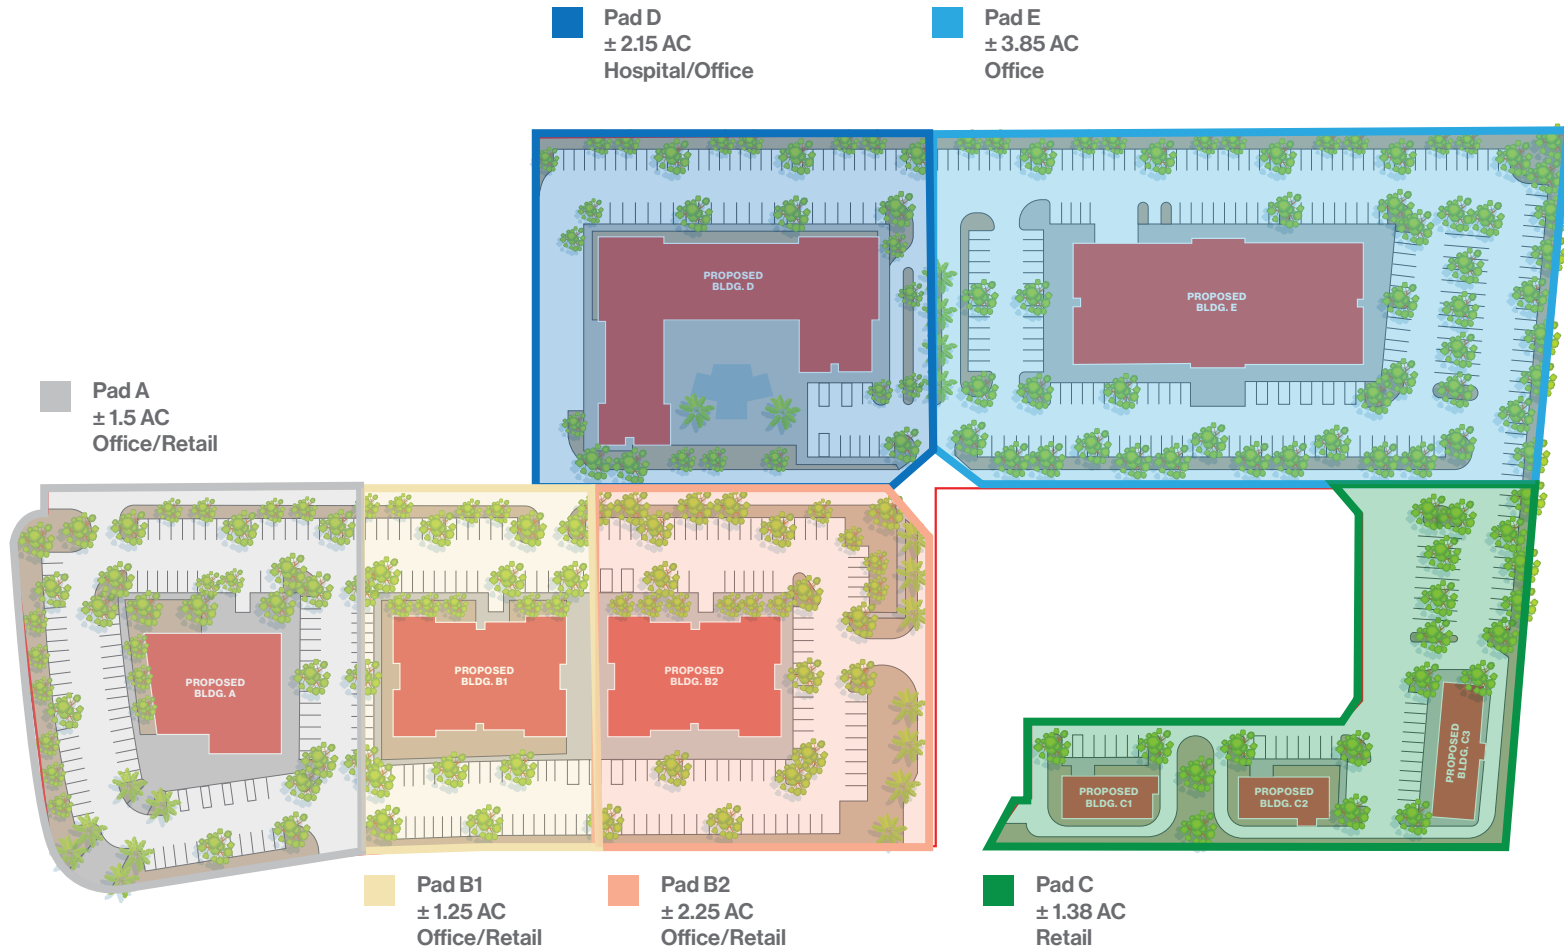 Pad D
± 2.15 AC
Hospital/Office
Pad E
± 3.85 AC
Office
PROPOSED
BLDG. D
PROPOSED
BLDG. E
Pad A
± 1.5 AC
Office/Retail
PROPOSED
BLDG. A
PROPOSED
BLDG. B1
PROPOSED
BLDG. B2
PROPOSED
BLDG. C1
PROPOSED
BLDG. C2
PROPOSED
BLDG. C3
Pad B1
± 1.25 AC
Office/Retail
Pad B2
± 2.25 AC
Office/Retail
Pad C
± 1.38 AC
Retail